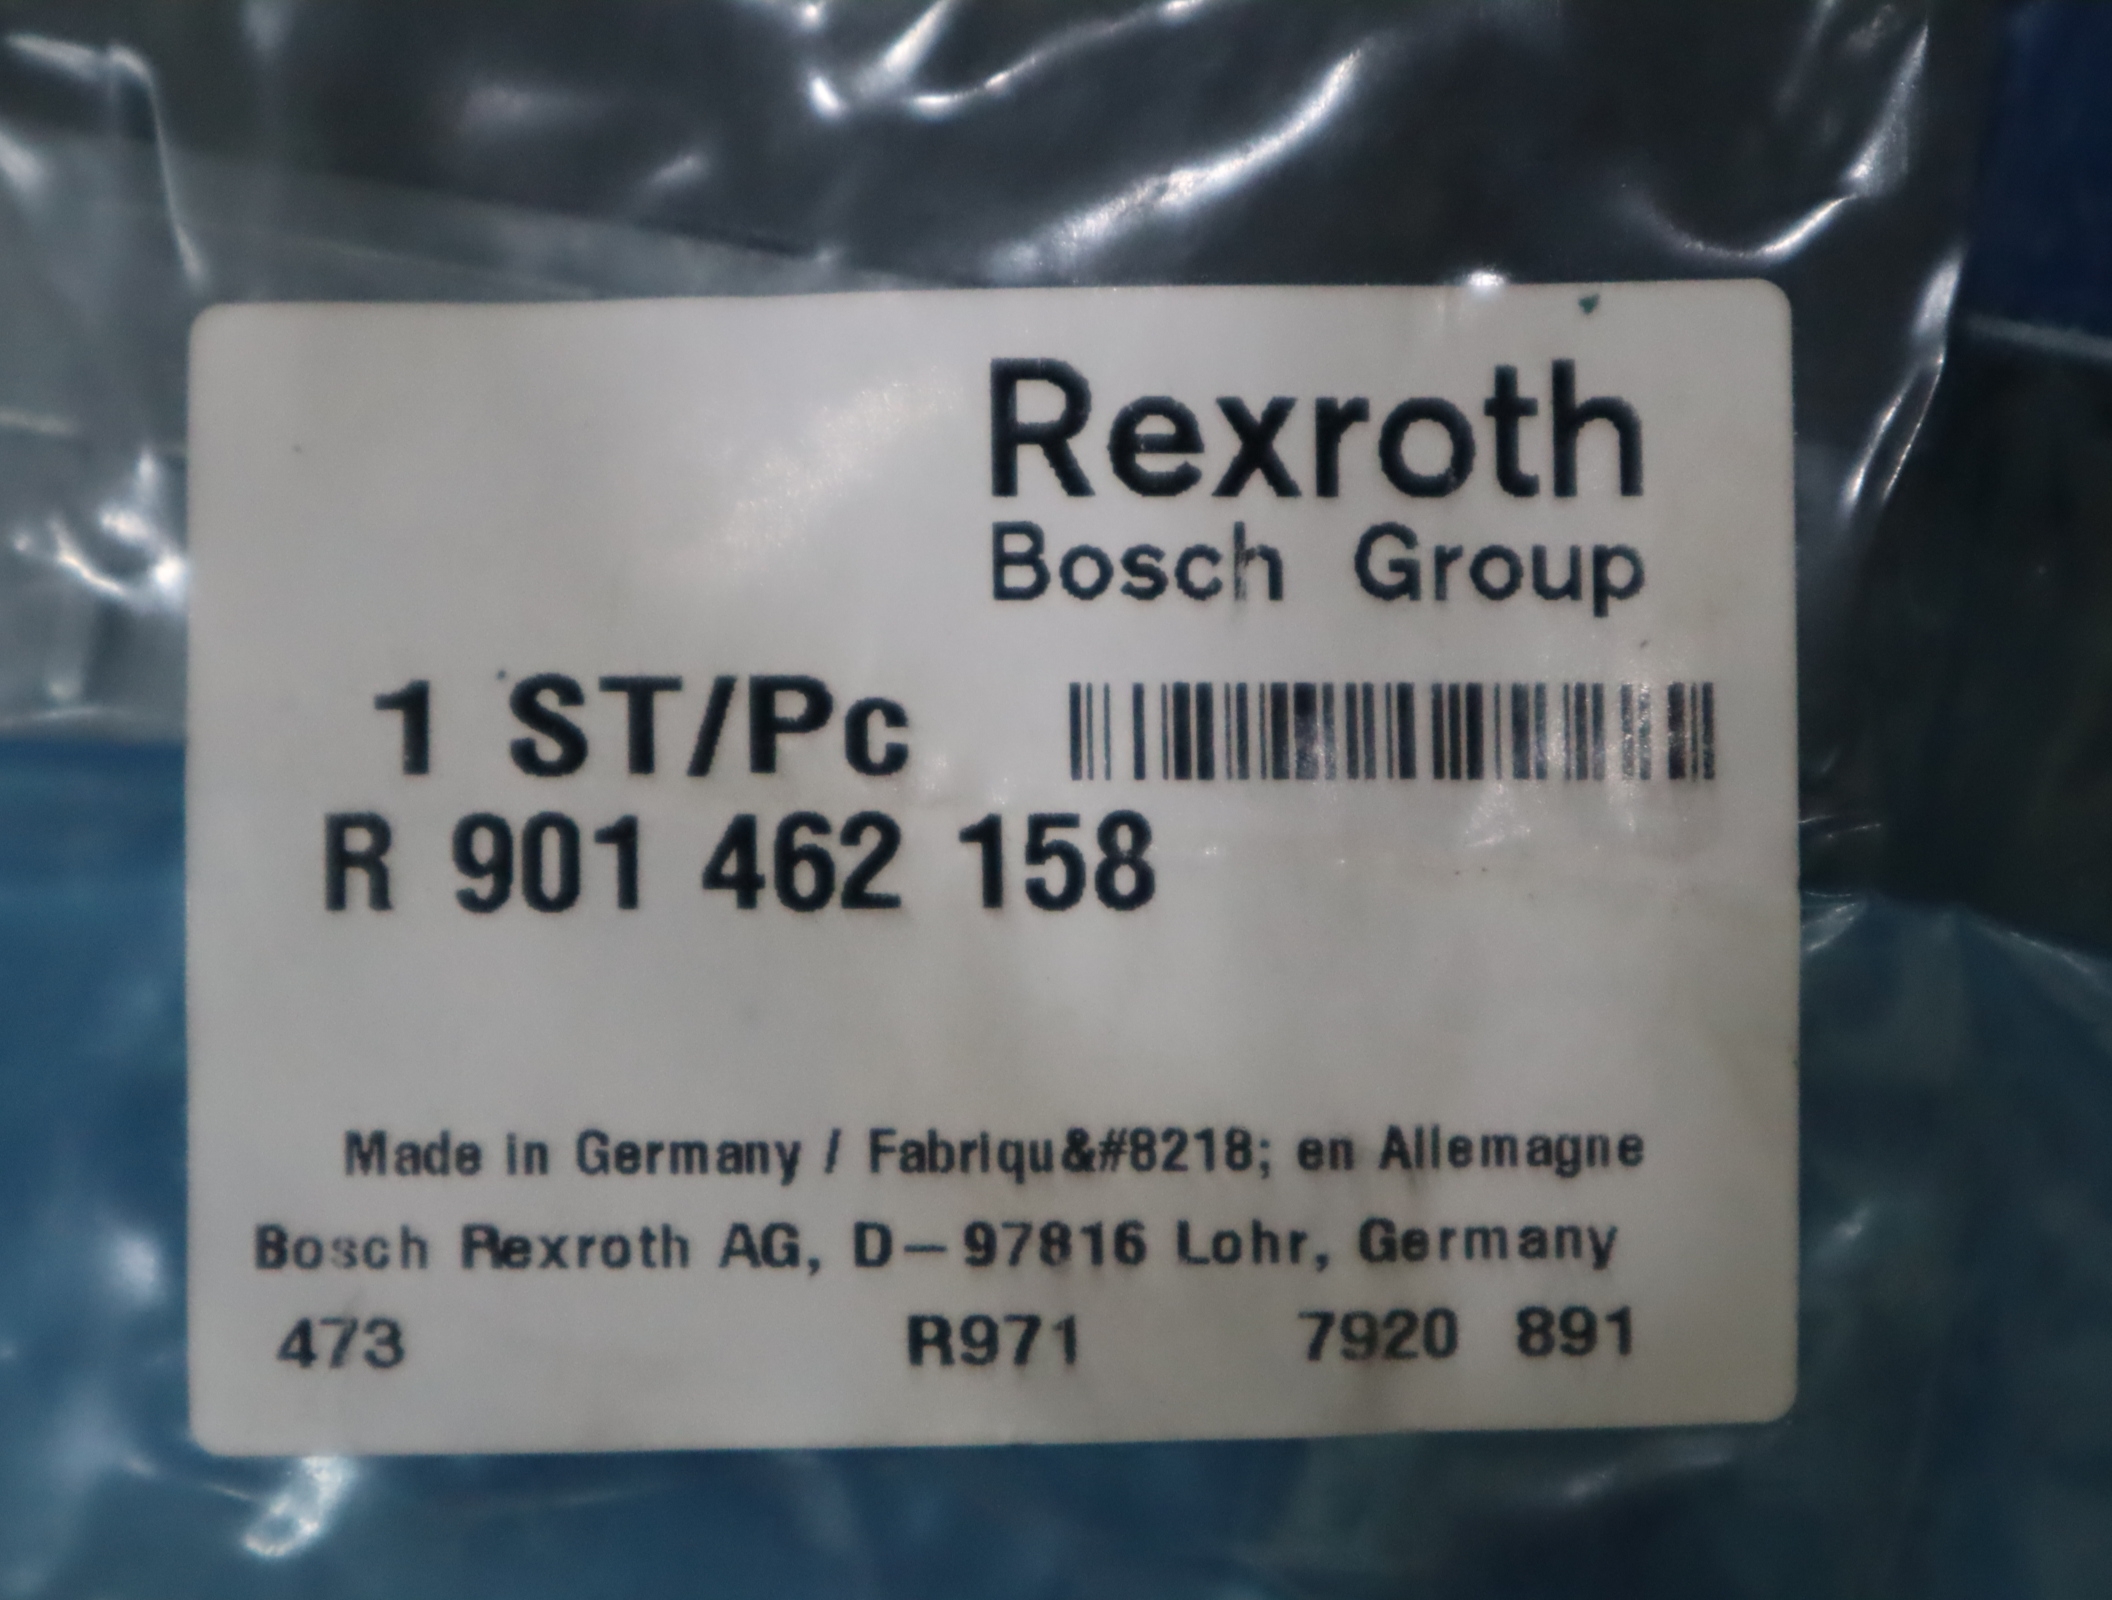 Rexroth
Bosch Group
1 ST/Pc
R 901 462 158
Made in Germany / Fabriqu&#8218; en Allemagne
Bosch Rexroth AG, D-97816 Lohr, Germany
473 R971 7920 891